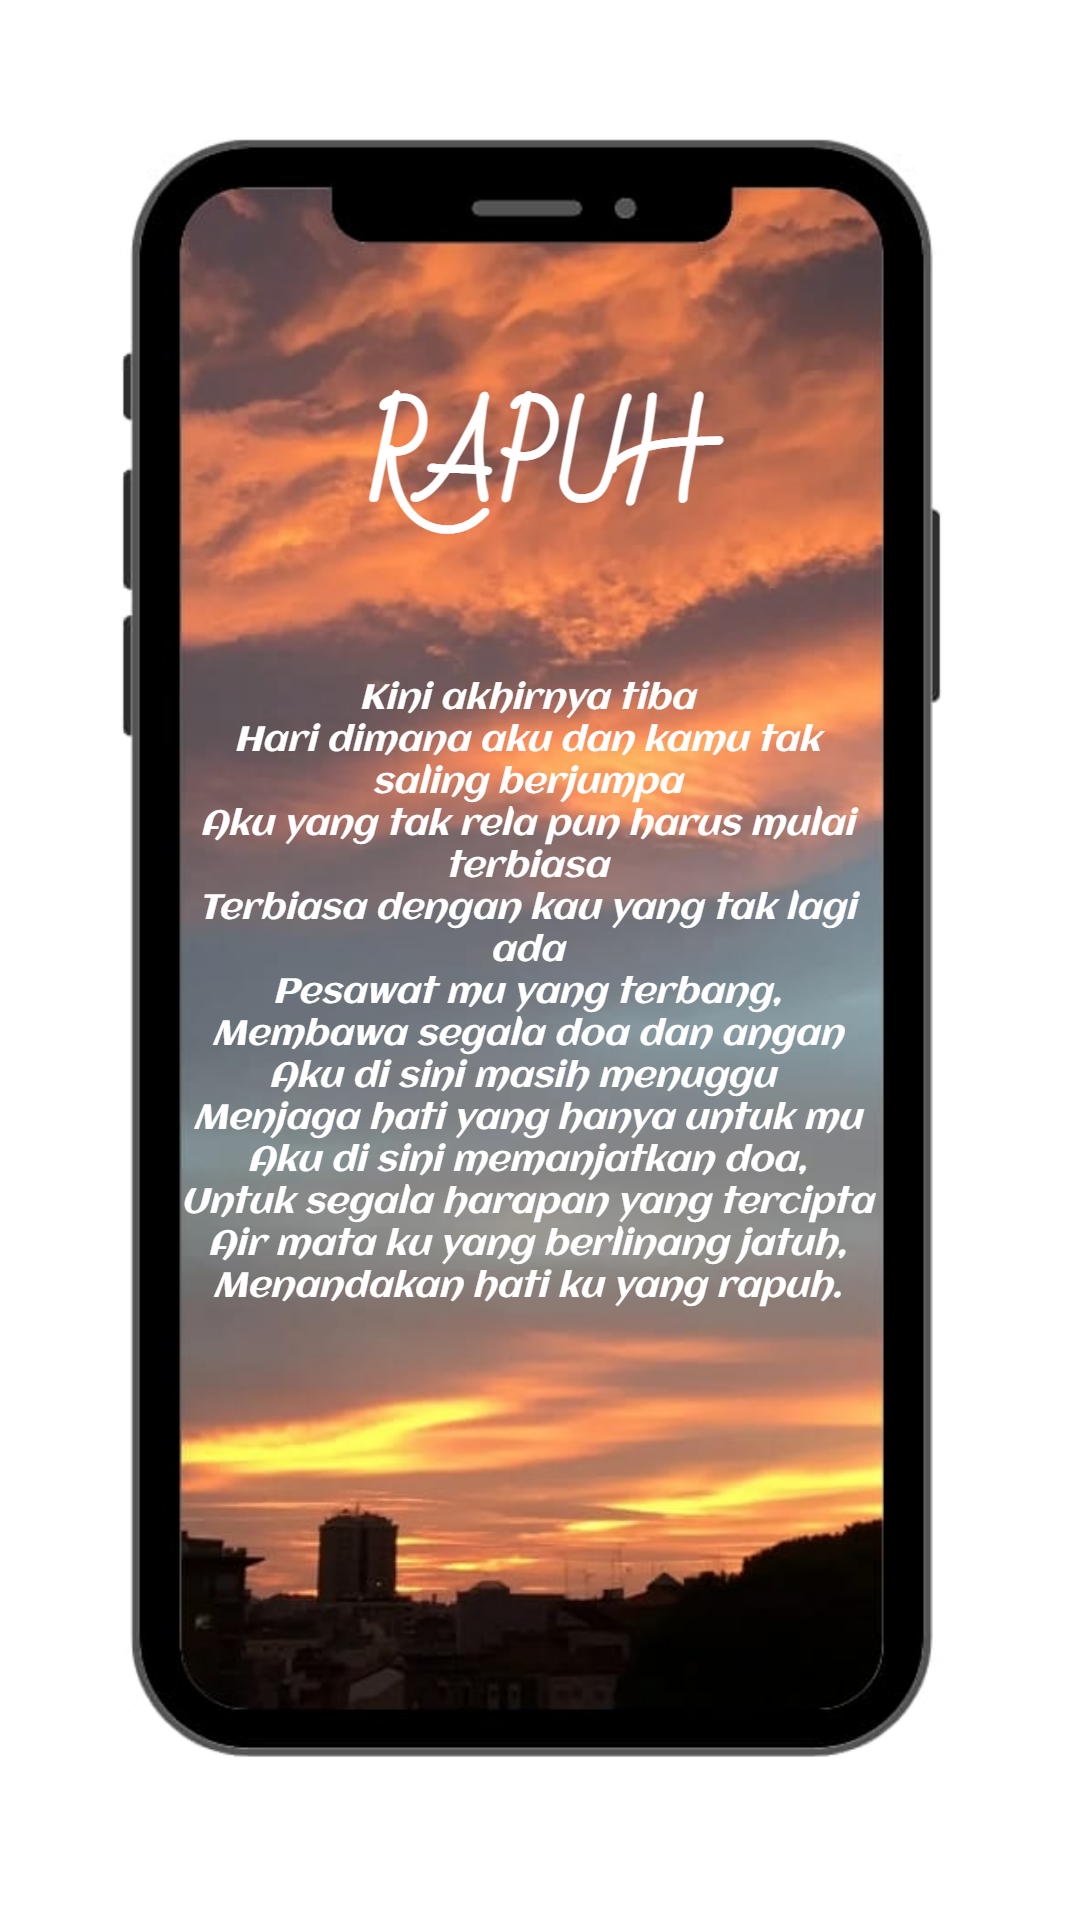 RAPUH
Kini akhirnya tiba
Hari dimana aku dan kamu tak
saling berjumpa
Aku yang tak rela pun harus mulai
terbiasa
Terbiasa dengan kau yang tak lagi
ada
Pesawat mu yang terbang,
Membawa segala doa dan angan
Aku di sini masih menuggu
Menjaga hati yang hanya untuk mu
Aku di sini memanjatkan doa,
Untuk segala harapan yang tercipta
Air mata ku yang berlinang jatuh,
Menandakan hati ku yang rapuh.